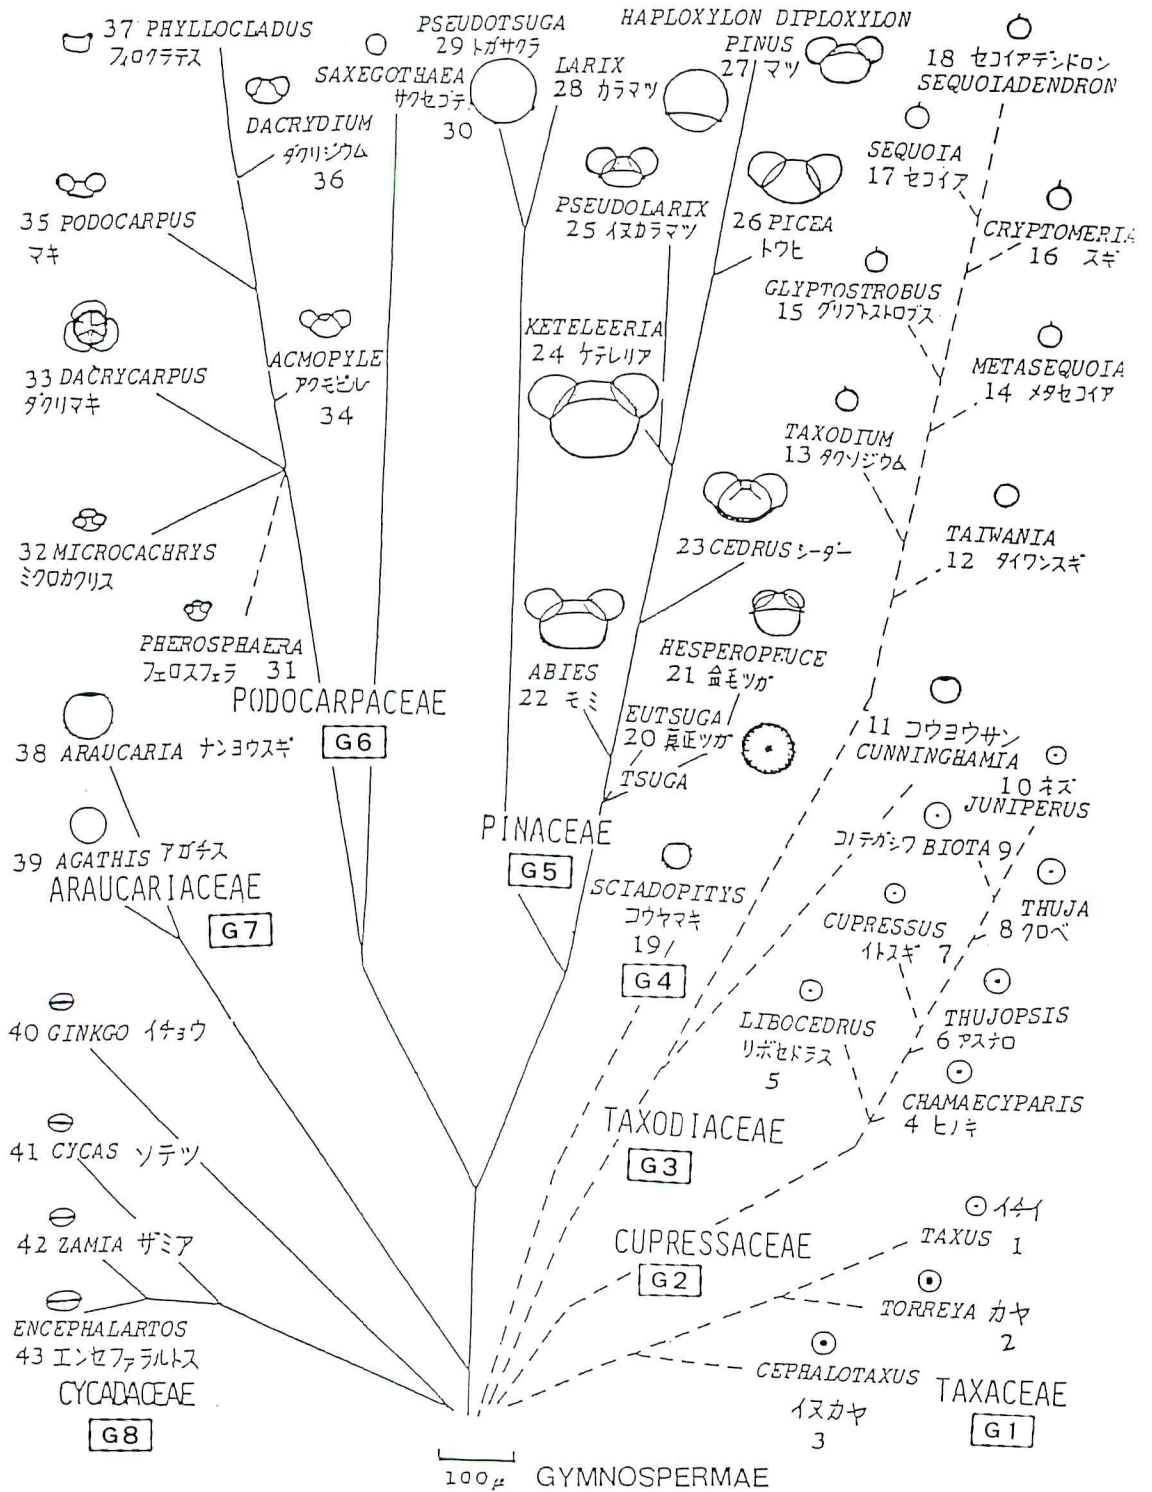 37 PHYLLOCLADUS
フィロクラテス
DACRYDIUM
ダクリジウム
36
35 PODOCARPUS
マキ
33 DACRYCARPUS
ダクリマキ
ACMOPYLE
アクモピル
34
32 MICROCACHRYS
ミクロカクリス
PHEROSPHAERA
フェロスフェラ 31
SAXEGOTHAEA
サクセゴテ
30
PODOCARPACEAE
G6
38 ARAUCARIA ナンヨウスギ
39 AGATHIS アガチス
ARAUCARIACEAE
G7
40 GINKGO イチョウ
41 CYCAS ソテツ
42 ZAMIA ザミア
ENCEPHALARTOS
43 エンセファラルトス
CYCADACEAE
G8
PSEUDOTSUGA
29 トガサクラ
LARIX
28 カラマツ
HAPLOXYLON DIPLOXYLON
PINUS
27 マツ
PSEUDOLARIX
25 イヌカラマツ
26 PICEA
トウヒ
KETELEERIA
24 ケテレリア
23 CEDRUS シーダー
ABIES
22 モミ
HESPEROPEUCE
21 金毛ツガ
EUTSUGA
20 真正ツガ
TSUGA
PINACEAE
G5
SCIADOPITYS
コウヤマキ
19
G4
18 セコイアデンドロン
SEQUOIADENDRON
SEQUOIA
17 セコイア
CRYPTOMERIA
16 スギ
GLYPTOSTROBUS
15 グリプトストロブス
METASEQUOIA
14 メタセコイア
TAXODIUM
13 タクソジウム
TAIWANIA
12 タイワンスギ
11 コウヨウサン
CUNNINGHAMIA
TAXODIACEAE
G3
10 ネズ
JUNIPERUS
コノテガシワ BIOTA 9
THUJA
8 クロベ
CUPRESSUS
イトスギ 7
THUJOPSIS
6 アスナロ
LIBOCEDRUS
リボセドラス
5
CHAMAECYPARIS
4 ヒノキ
CUPRESSACEAE
G2
イチイ
TAXUS 1
TORREYA カヤ
2
CEPHALOTAXUS
イヌカヤ
3
TAXACEAE
G1
100μ GYMNOSPERMAE